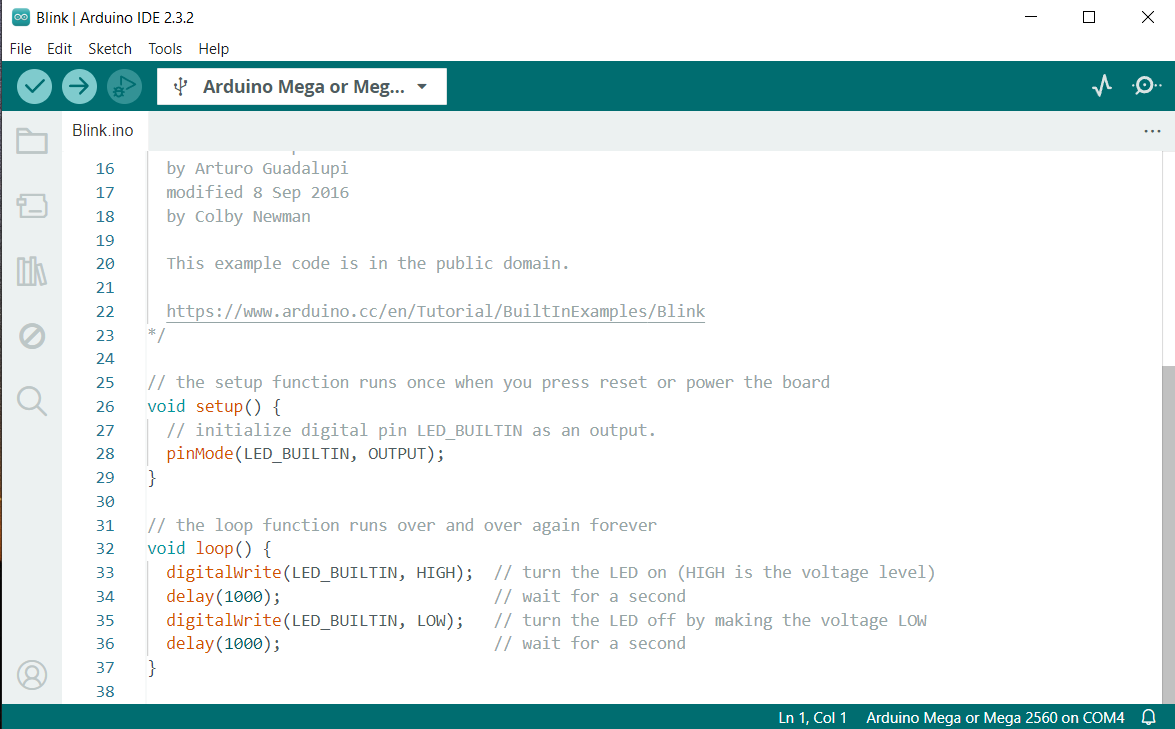 Blink | Arduino IDE 2.3.2
File Edit Sketch Tools Help
Arduino Mega or Meg...
Blink.ino
16 by Arturo Guadalupi
17 modified 8 Sep 2016
18 by Colby Newman
19
20 This example code is in the public domain.
21
22 https://www.arduino.cc/en/Tutorial/BuiltInExamples/Blink
23 */
24
25 // the setup function runs once when you press reset or power the board
26 void setup() {
27   // initialize digital pin LED_BUILTIN as an output.
28   pinMode(LED_BUILTIN, OUTPUT);
29 }
30
31 // the loop function runs over and over again forever
32 void loop() {
33   digitalWrite(LED_BUILTIN, HIGH);  // turn the LED on (HIGH is the voltage level)
34   delay(1000);                      // wait for a second
35   digitalWrite(LED_BUILTIN, LOW);   // turn the LED off by making the voltage LOW
36   delay(1000);                      // wait for a second
37 }
38
Ln 1, Col 1 Arduino Mega or Mega 2560 on COM4